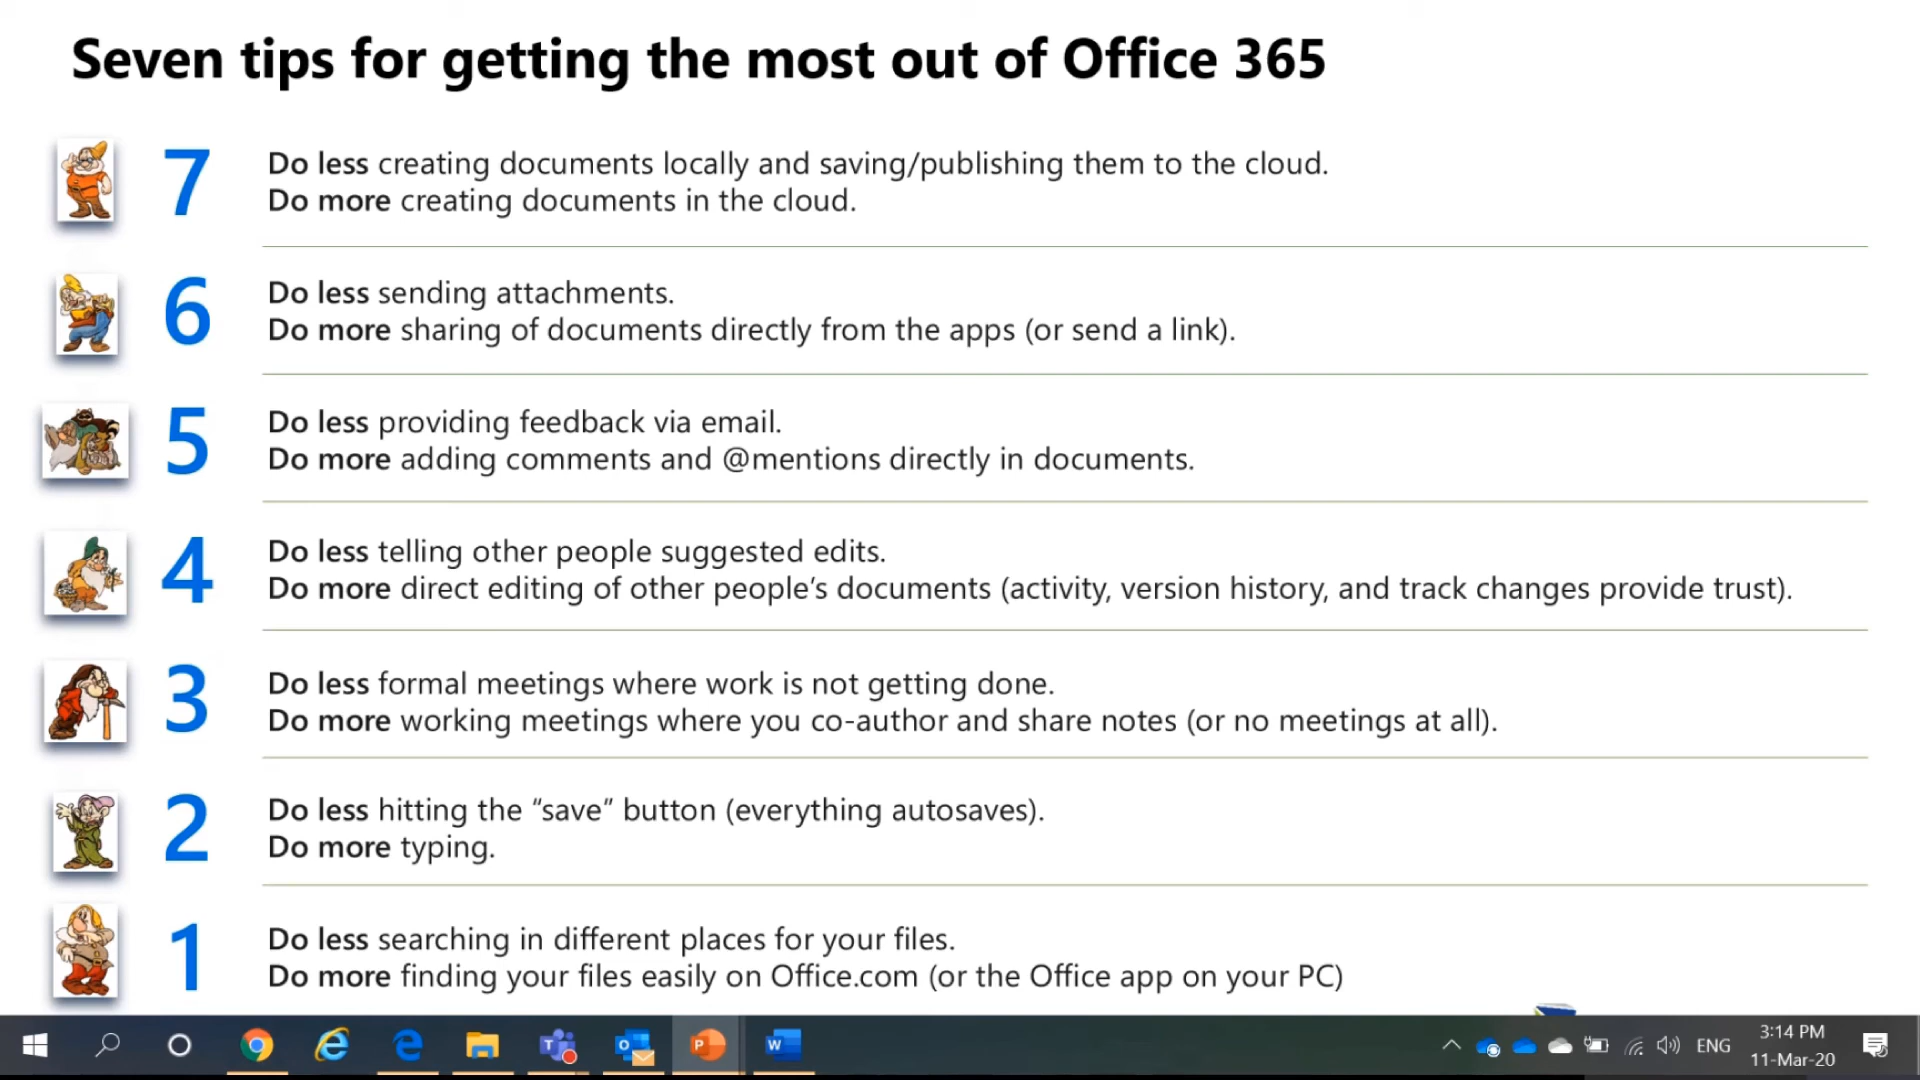 Seven tips for getting the most out of Office 365
7
Do less creating documents locally and saving/publishing them to the cloud.
Do more creating documents in the cloud.
6
Do less sending attachments.
Do more sharing of documents directly from the apps (or send a link).
5
Do less providing feedback via email.
Do more adding comments and @mentions directly in documents.
4
Do less telling other people suggested edits.
Do more direct editing of other people’s documents (activity, version history, and track changes provide trust).
3
Do less formal meetings where work is not getting done.
Do more working meetings where you co-author and share notes (or no meetings at all).
2
Do less hitting the “save” button (everything autosaves).
Do more typing.
1
Do less searching in different places for your files.
Do more finding your files easily on Office.com (or the Office app on your PC)
ENG
3:14 PM
11-Mar-20